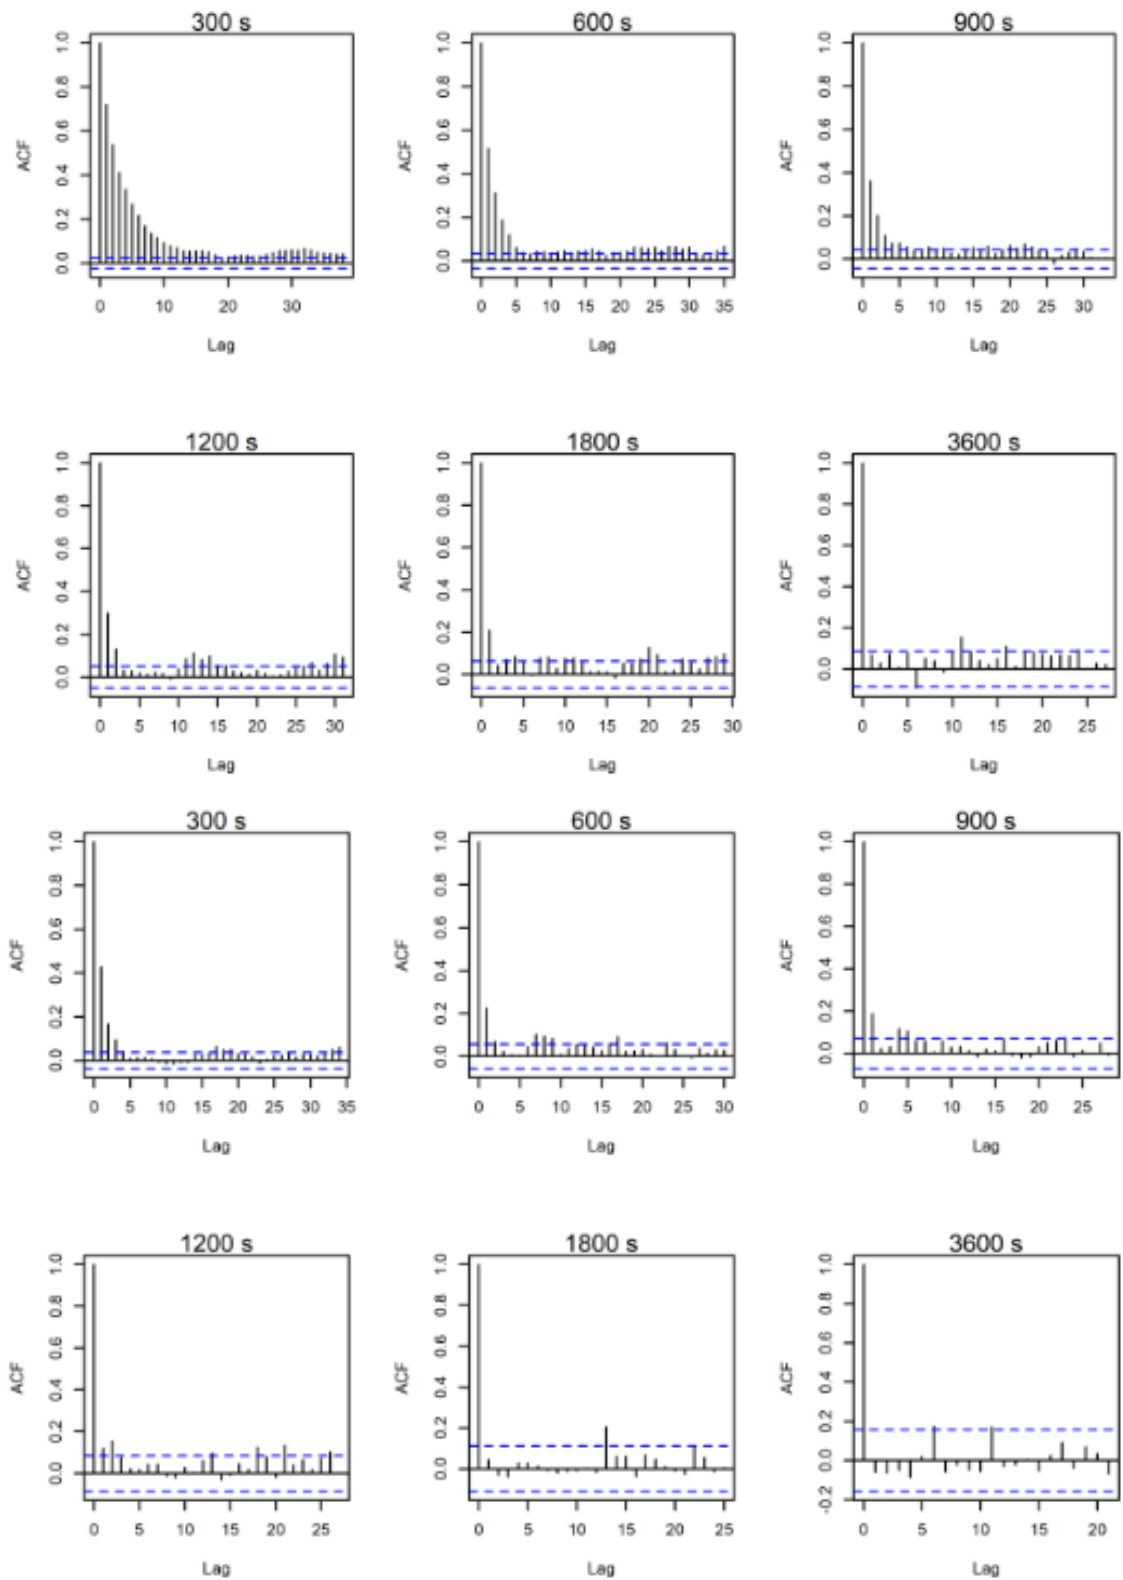 300 s 600 s 900 s
ACF 1.0 0.8 0.6 0.4 0.2 0.0 ACF 1.0 0.8 0.6 0.4 0.2 0.0 ACF 1.0 0.8 0.6 0.4 0.2 0.0
0 10 20 30 0 5 10 15 20 25 30 35 0 5 10 15 20 25 30
Lag Lag Lag
1200 s 1800 s 3600 s
ACF 1.0 0.8 0.6 0.4 0.2 0.0 ACF 1.0 0.8 0.6 0.4 0.2 0.0 ACF 1.0 0.8 0.6 0.4 0.2 0.0
0 5 10 15 20 25 30 0 5 10 15 20 25 30 0 5 10 15 20 25
Lag Lag Lag
300 s 600 s 900 s
ACF 1.0 0.8 0.6 0.4 0.2 0.0 ACF 1.0 0.8 0.6 0.4 0.2 0.0 ACF 1.0 0.8 0.6 0.4 0.2 0.0
0 5 10 15 20 25 30 35 0 5 10 15 20 25 30 0 5 10 15 20 25
Lag Lag Lag
1200 s 1800 s 3600 s
ACF 1.0 0.8 0.6 0.4 0.2 0.0 ACF 1.0 0.8 0.6 0.4 0.2 0.0 ACF 1.0 0.8 0.6 0.4 0.2 0.0 -0.2
0 5 10 15 20 25 0 5 10 15 20 25 0 5 10 15 20
Lag Lag Lag